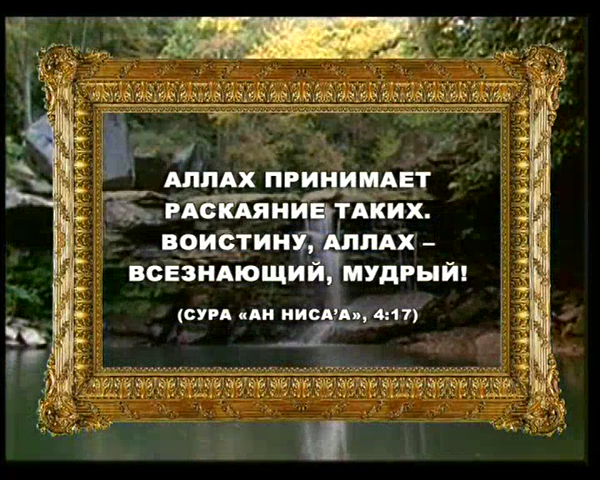 АЛЛАХ ПРИНИМАЕТ
РАСКАЯНИЕ ТАКИХ.
ВОИСТИНУ, АЛЛАХ –
ВСЕЗНАЮЩИЙ, МУДРЫЙ!
(СУРА «АН НИСА’А», 4:17)